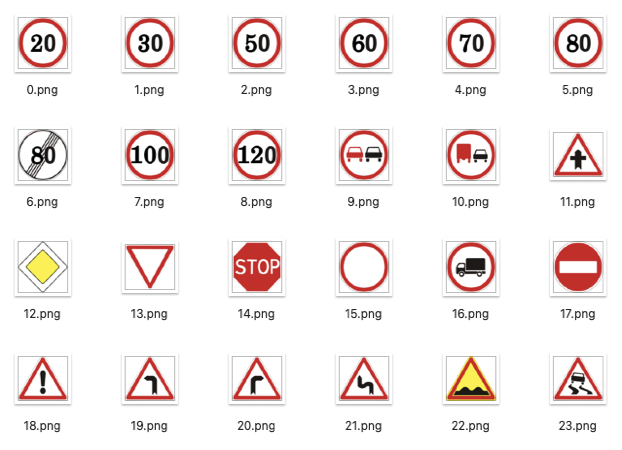 20 30 50 60 70 80
0.png 1.png 2.png 3.png 4.png 5.png
80 100 120
6.png 7.png 8.png 9.png 10.png 11.png
STOP
12.png 13.png 14.png 15.png 16.png 17.png
!
18.png 19.png 20.png 21.png 22.png 23.png